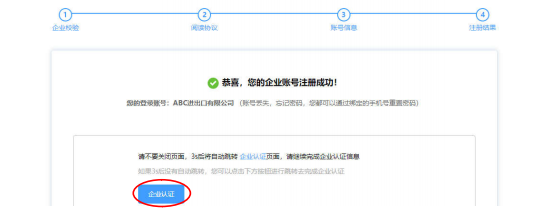 1 2 3 4
企业核验 阅读协议 账号信息 注册结果
恭喜，您的企业账号注册成功！
您的登录账号：ABC进出口有限公司 （账号丢失，忘记密码，您都可以通过绑定的手机号重置密码）
请不要关闭页面，3s后将自动跳转 企业认证页面，请继续完成企业认证信息
如果3s后没有自动跳转，您可以点击下方按钮进行跳转去完成企业认证
企业认证